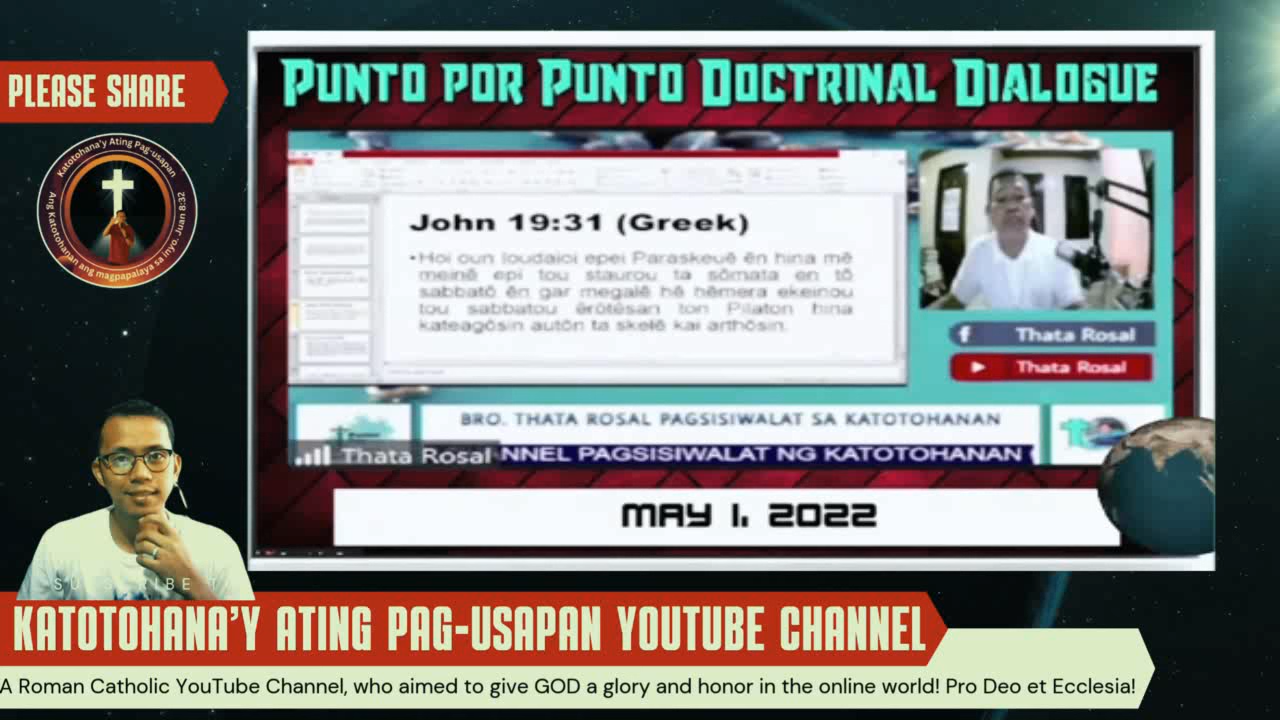 PLEASE SHARE
Katotohana'y Ating Pag-usapan
Ang Katotohanan ang magpapalaya sa inyo. Juan 8:32
PUNTO POR PUNTO DOCTRINAL DIALOGUE
John 19:31 (Greek)
•Hoi oun Ioudaioi epei Paraskeuē ēn hina mē
meinē epi tou staurou ta sōmata en tō
sabbatō ēn gar megalē hē hēmera ekeinou
tou sabbatou ērōtēsan ton Pilaton hina
kateagōsin autōn ta skelē kai arthōsin.
f Thata Rosal
Thata Rosal
BRO. THATA ROSAL PAGSISIWALAT SA KATOTOHANAN
Thata Rosal
NNEL PAGSISIWALAT NG KATOTOHANAN
MAY 1, 2022
KATOTOHANA'Y ATING PAG-USAPAN YOUTUBE CHANNEL
A Roman Catholic YouTube Channel, who aimed to give GOD a glory and honor in the online world! Pro Deo et Ecclesia!